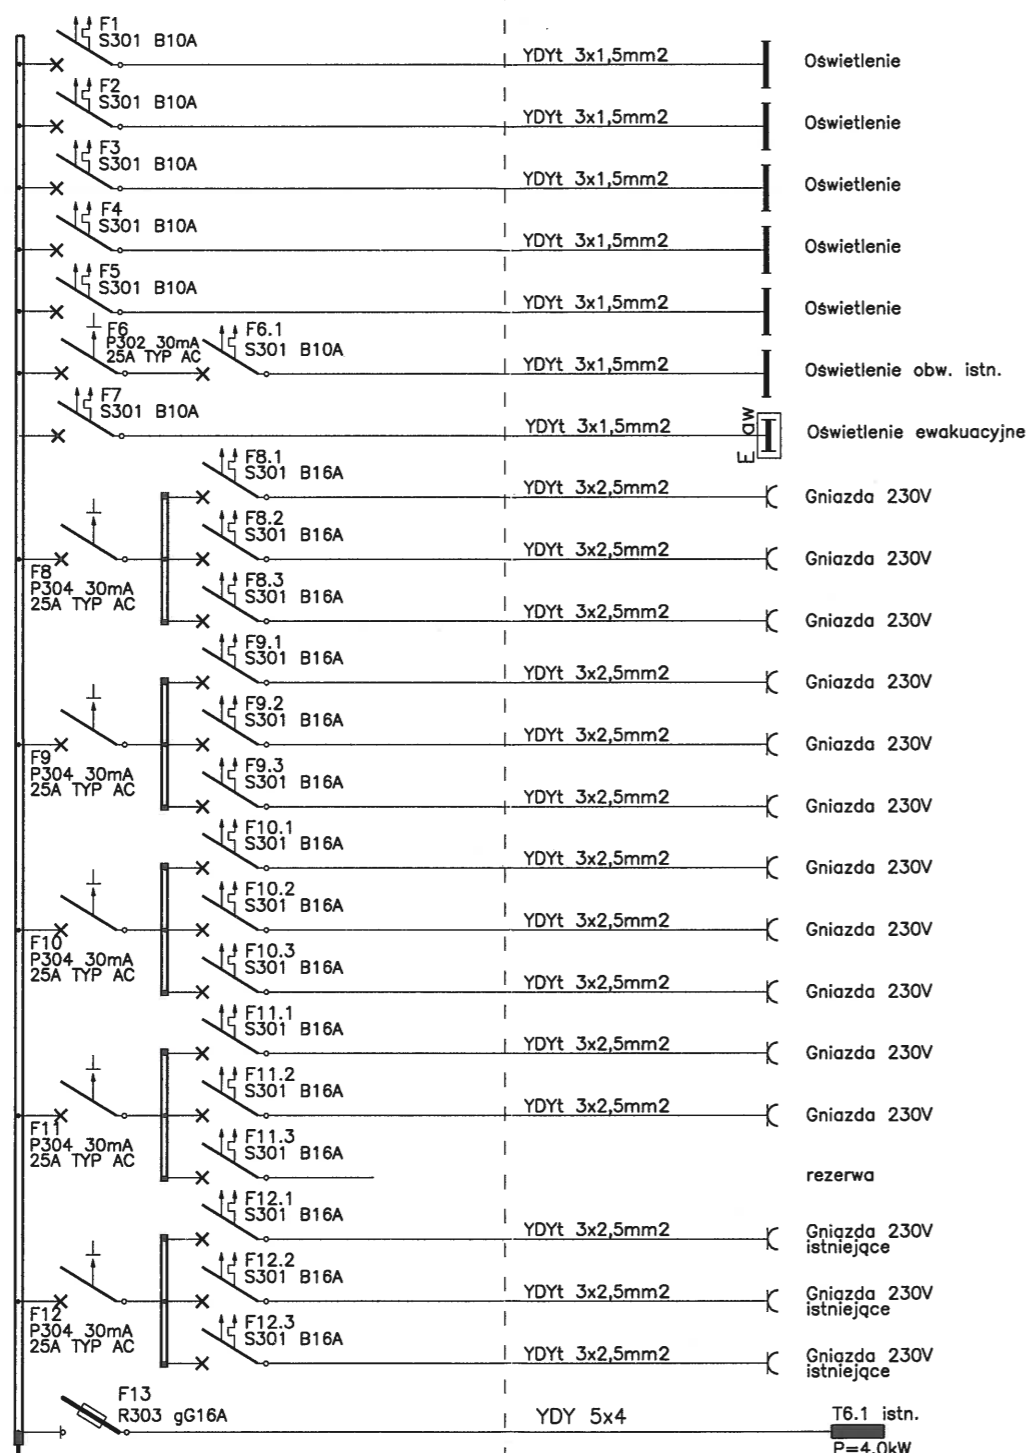 F1
S301 B10A
YDYt 3x1,5mm2
Oświetlenie
F2
S301 B10A
YDYt 3x1,5mm2
Oświetlenie
F3
S301 B10A
YDYt 3x1,5mm2
Oświetlenie
F4
S301 B10A
YDYt 3x1,5mm2
Oświetlenie
F5
S301 B10A
YDYt 3x1,5mm2
Oświetlenie
F6
P302 30mA
25A TYP AC
F6.1
S301 B10A
YDYt 3x1,5mm2
Oświetlenie obw. istn.
F7
S301 B10A
YDYt 3x1,5mm2
E aw
Oświetlenie ewakuacyjne
F8.1
S301 B16A
YDYt 3x2,5mm2
Gniazda 230V
F8
P304 30mA
25A TYP AC
F8.2
S301 B16A
YDYt 3x2,5mm2
Gniazda 230V
F8.3
S301 B16A
YDYt 3x2,5mm2
Gniazda 230V
F9.1
S301 B16A
YDYt 3x2,5mm2
Gniazda 230V
F9
P304 30mA
25A TYP AC
F9.2
S301 B16A
YDYt 3x2,5mm2
Gniazda 230V
F9.3
S301 B16A
YDYt 3x2,5mm2
Gniazda 230V
F10.1
S301 B16A
YDYt 3x2,5mm2
Gniazda 230V
F10
P304 30mA
25A TYP AC
F10.2
S301 B16A
YDYt 3x2,5mm2
Gniazda 230V
F10.3
S301 B16A
YDYt 3x2,5mm2
Gniazda 230V
F11.1
S301 B16A
YDYt 3x2,5mm2
Gniazda 230V
F11
P304 30mA
25A TYP AC
F11.2
S301 B16A
YDYt 3x2,5mm2
Gniazda 230V
F11.3
S301 B16A
rezerwa
F12.1
S301 B16A
YDYt 3x2,5mm2
Gniazda 230V
istniejące
F12
P304 30mA
25A TYP AC
F12.2
S301 B16A
YDYt 3x2,5mm2
Gniazda 230V
istniejące
F12.3
S301 B16A
YDYt 3x2,5mm2
Gniazda 230V
istniejące
F13
R303 gG16A
YDY 5x4
T6.1 istn.
P=4.0kW